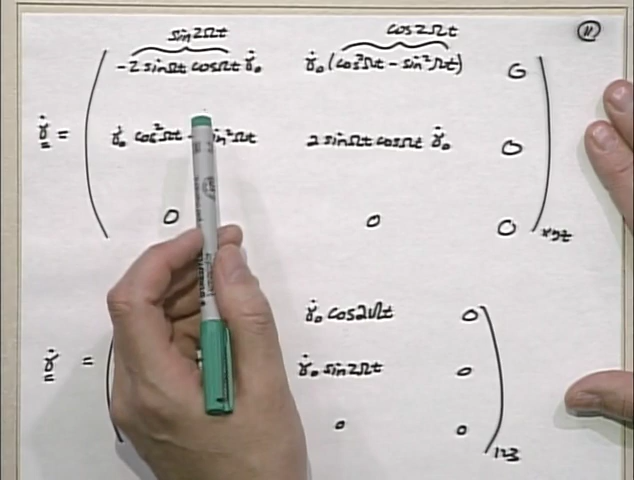 sin2Ωt cos2Ωt 11
-2 sinΩt cosΩt γ̇₀ γ̇₀(cos²Ωt - sin²Ωt) 0
γ̇ = γ̇₀ cos²Ωt - sin²Ωt 2 sinΩt cosΩt γ̇₀ 0
0 0 0 xyz
γ̇₀ cos2Ωt 0
γ̇ = γ̇₀ sin2Ωt 0
0 0 123